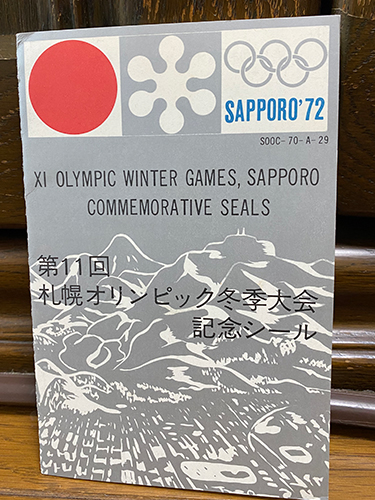 SAPPORO'72
SOOC-70-A-29
XI OLYMPIC WINTER GAMES, SAPPORO
COMMEMORATIVE SEALS
第11回
札幌オリンピック冬季大会
記念シール